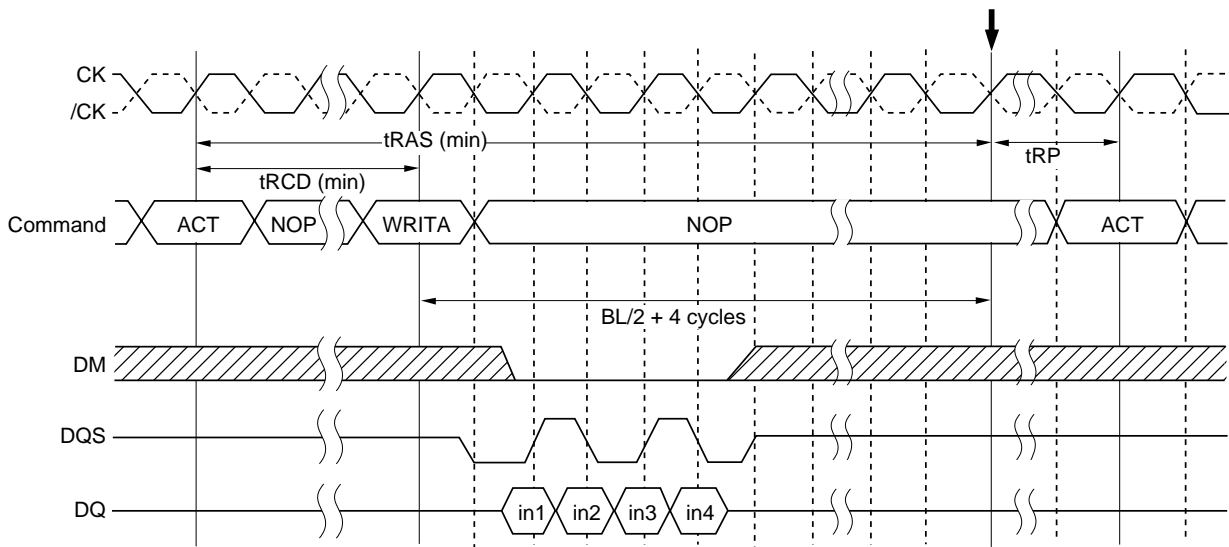 CK
/CK
tRAS (min)
tRP
tRCD (min)
Command ACT NOP WRITA NOP ACT
BL/2 + 4 cycles
DM
DQS
DQ in1 in2 in3 in4